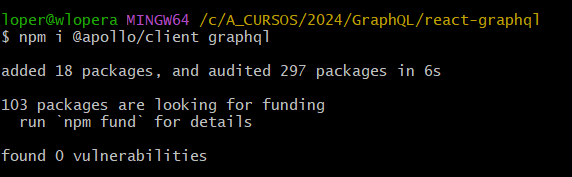 loper@wlopera MINGW64 /c/A_CURSOS/2024/GraphQL/react-graphql
$ npm i @apollo/client graphql
added 18 packages, and audited 297 packages in 6s
103 packages are looking for funding
  run `npm fund` for details
found 0 vulnerabilities